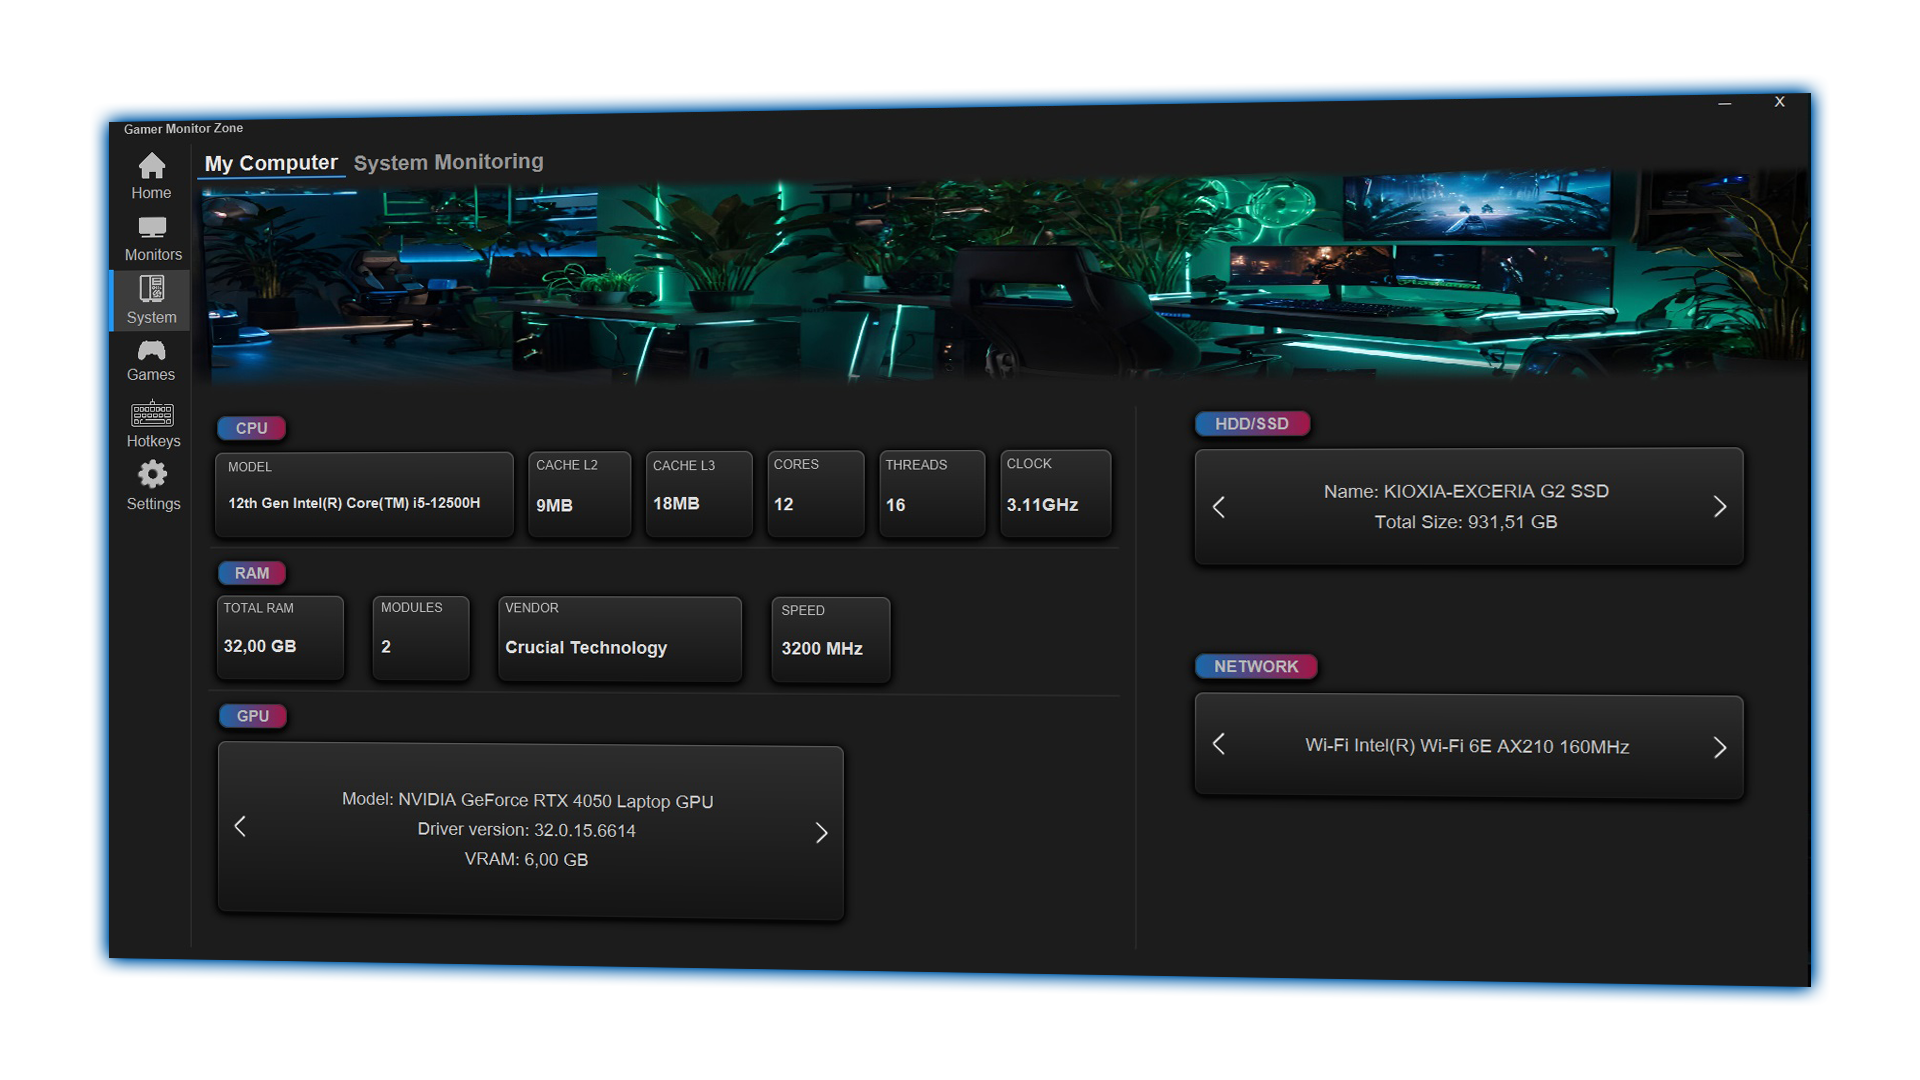 Gamer Monitor Zone
X
Home
Monitors
System
Games
Hotkeys
Settings
My Computer
System Monitoring
CPU
MODEL
12th Gen Intel(R) Core(TM) i5-12500H
CACHE L2
9MB
CACHE L3
18MB
CORES
12
THREADS
16
CLOCK
3.11GHz
RAM
TOTAL RAM
32,00 GB
MODULES
2
VENDOR
Crucial Technology
SPEED
3200 MHz
GPU
Model: NVIDIA GeForce RTX 4050 Laptop GPU
Driver version: 32.0.15.6614
VRAM: 6,00 GB
HDD/SSD
Name: KIOXIA-EXCERIA G2 SSD
Total Size: 931,51 GB
NETWORK
Wi-Fi Intel(R) Wi-Fi 6E AX210 160MHz